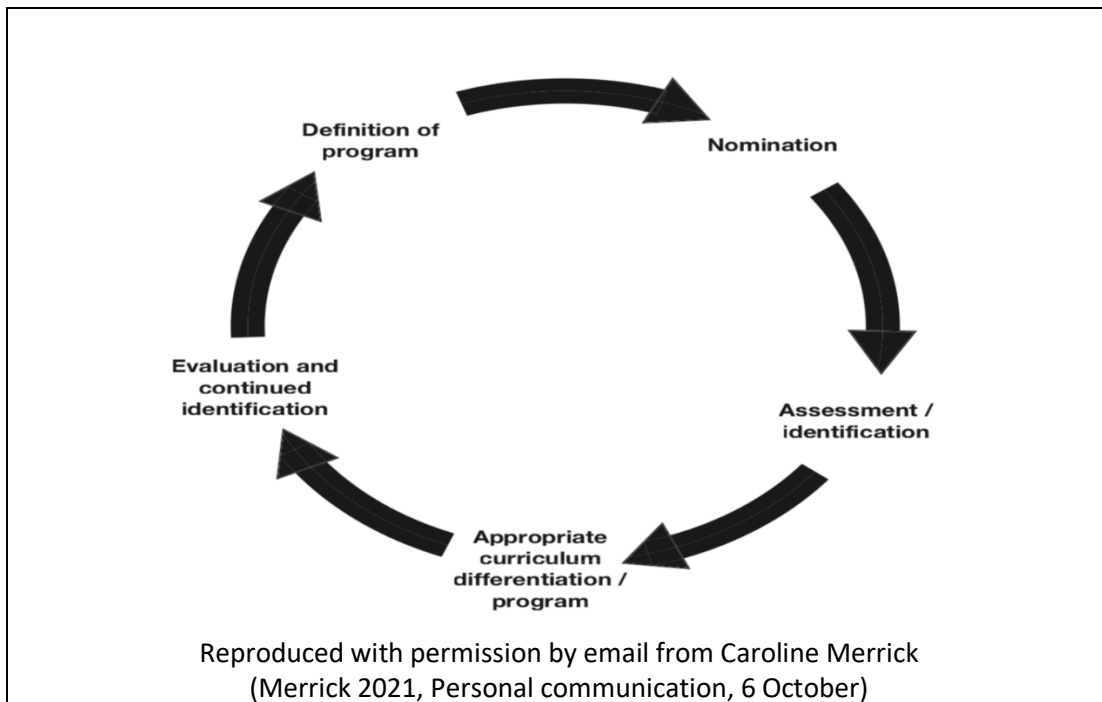 Definition of
program
Nomination
Assessment /
identification
Appropriate
curriculum
differentiation /
program
Evaluation and
continued
identification
Reproduced with permission by email from Caroline Merrick
(Merrick 2021, Personal communication, 6 October)